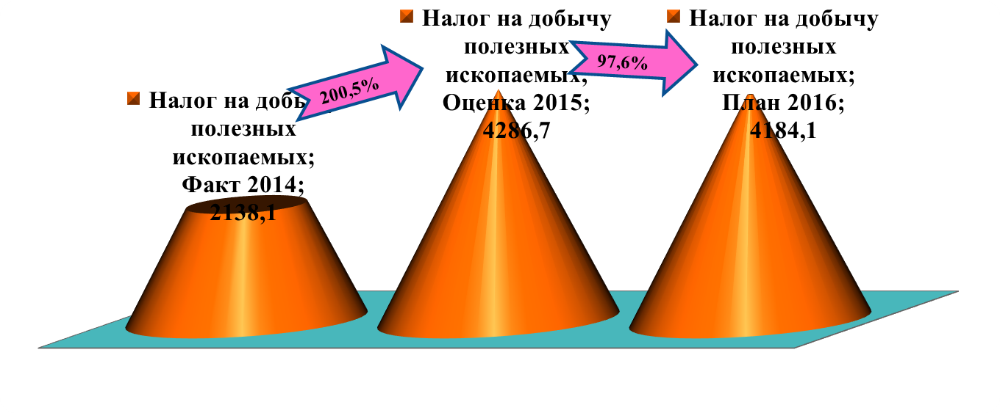 Налог на добычу
полезных
ископаемых;
Факт 2014;
2138,1
200,5%
Налог на добычу
полезных
ископаемых;
Оценка 2015;
4286,7
97,6%
Налог на добычу
полезных
ископаемых;
План 2016;
4184,1